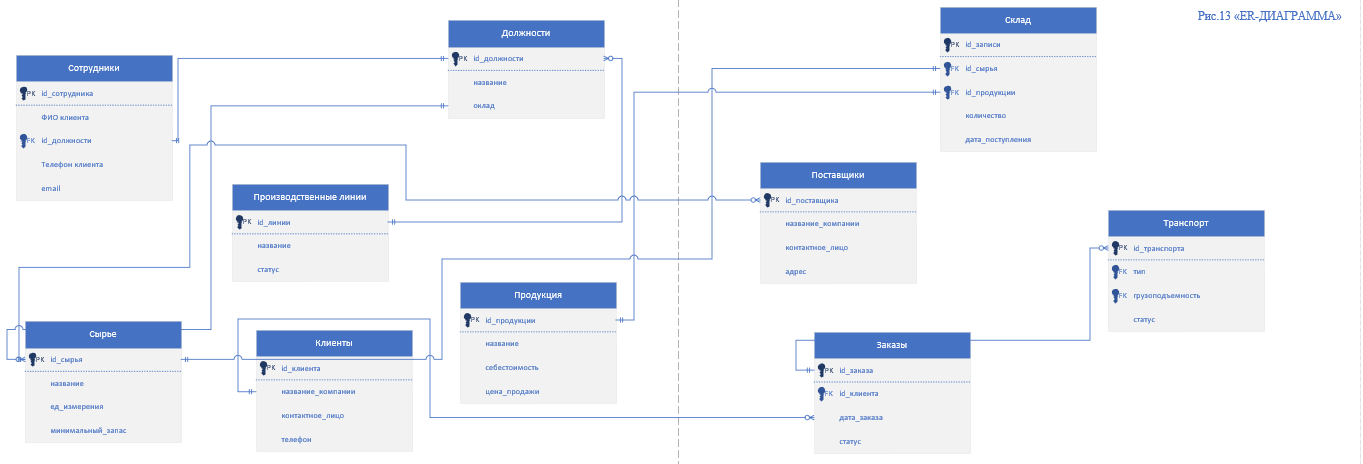 Рис.13 «ER-ДИАГРАММА»
Сотрудники
PK id_сотрудника
ФИО клиента
FK id_должности
Телефон клиента
email
Должности
PK id_должности
название
оклад
Склад
PK id_записи
FK id_сырья
FK id_продукции
количество
дата_поступления
Производственные линии
PK id_линии
название
статус
Поставщики
PK id_поставщика
название_компании
контактное_лицо
адрес
Транспорт
PK id_транспорта
FK тип
FK грузоподъемность
статус
Сырье
PK id_сырья
название
ед_измерения
минимальный_запас
Клиенты
PK id_клиента
название_компании
контактное_лицо
телефон
Продукция
PK id_продукции
название
себестоимость
цена_продажи
Заказы
PK id_заказа
FK id_клиента
дата_заказа
статус